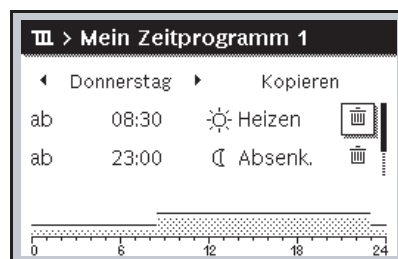 > Mein Zeitprogramm 1
Donnerstag Kopieren
ab 08:30 Heizen
ab 23:00 Absenk.
0 6 12 18 24